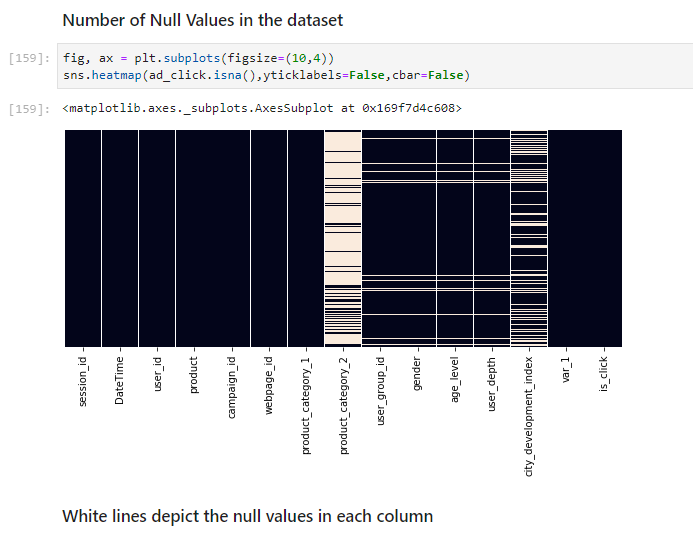 Number of Null Values in the dataset
[159]: fig, ax = plt.subplots(figsize=(10,4))
sns.heatmap(ad_click.isna(),yticklabels=False,cbar=False)
[159]: <matplotlib.axes._subplots.AxesSubplot at 0x169f7d4c608>
session_id
DateTime
user_id
product
campaign_id
webpage_id
product_category_1
product_category_2
user_group_id
gender
age_level
user_depth
city_development_index
var_1
is_click
White lines depict the null values in each column